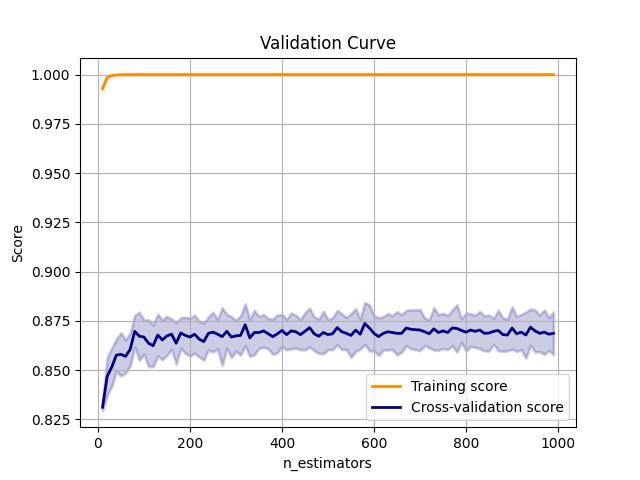 Validation Curve
1.000
0.975
0.950
0.925
0.900
0.875
0.850
0.825
Score
Training score
Cross-validation score
0 200 400 600 800 1000
n_estimators